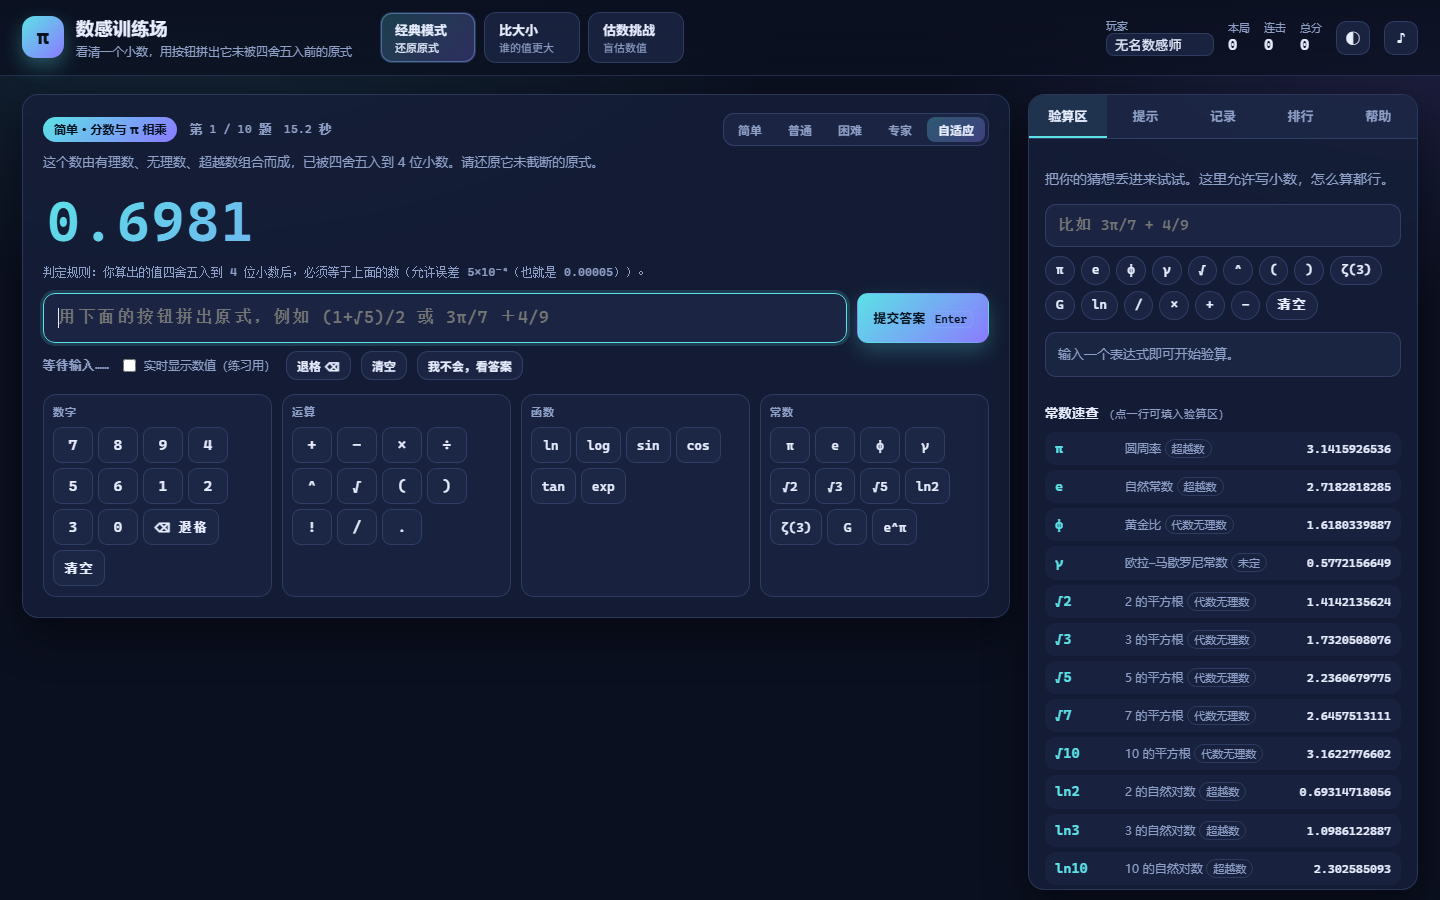 π
数感训练场
看清一个小数，用按钮拼出它未被四舍五入前的原式
经典模式
还原原式
比大小
谁的值更大
估数挑战
盲估数值
玩家
无名数感师
本局
0
连击
0
总分
0
♪
简单 · 分数与 π 相乘
第 1 / 10 题 15.2 秒
简单
普通
困难
专家
自适应
这个数由有理数、无理数、超越数组合而成，已被四舍五入到 4 位小数。请还原它未截断的原式。
0.6981
判定规则：你算出的值四舍五入到 4 位小数后，必须等于上面的数（允许误差 5×10⁻⁵（也就是 0.00005））。
用下面的按钮拼出原式，例如 (1+√5)/2 或 3π/7 +4/9
提交答案 Enter
等待输入……
实时显示数值（练习用）
退格 ⌫
清空
我不会，看答案
数字
7 8 9 4
5 6 1 2
3 0 ⌫ 退格
清空
运算
+ − × ÷
^ √ ( )
! / .
函数
ln log sin cos
tan exp
常数
π e ϕ γ
√2 √3 √5 ln2
ζ(3) G e^π
验算区
提示
记录
排行
帮助
把你的猜想丢进来试试。这里允许写小数，怎么算都行。
比如 3π/7 + 4/9
π e ϕ γ √ ^ ( ) ζ(3)
G ln / × + − 清空
输入一个表达式即可开始验算。
常数速查 （点一行可填入验算区）
π 圆周率 超越数 3.1415926536
e 自然常数 超越数 2.7182818285
ϕ 黄金比 代数无理数 1.6180339887
γ 欧拉–马歇罗尼常数 未定 0.5772156649
√2 2 的平方根 代数无理数 1.4142135624
√3 3 的平方根 代数无理数 1.7320508076
√5 5 的平方根 代数无理数 2.2360679775
√7 7 的平方根 代数无理数 2.6457513111
√10 10 的平方根 代数无理数 3.1622776602
ln2 2 的自然对数 超越数 0.69314718056
ln3 3 的自然对数 超越数 1.0986122887
ln10 10 的自然对数 超越数 2.302585093